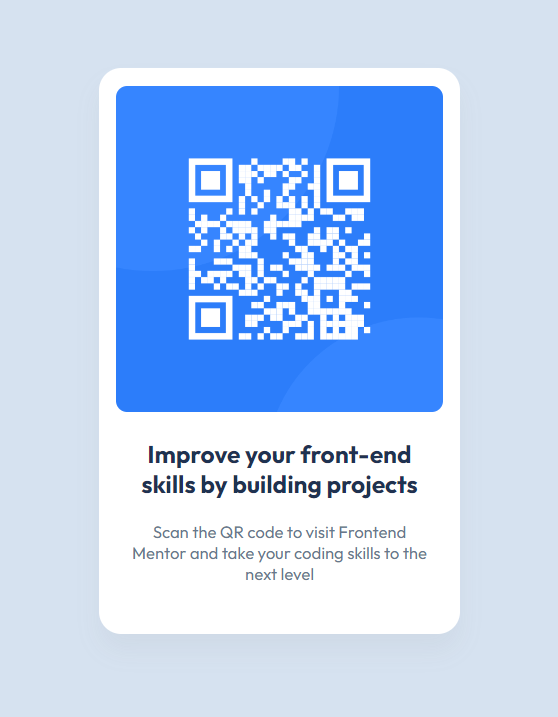 Improve your front-end
skills by building projects
Scan the QR code to visit Frontend
Mentor and take your coding skills to the
next level